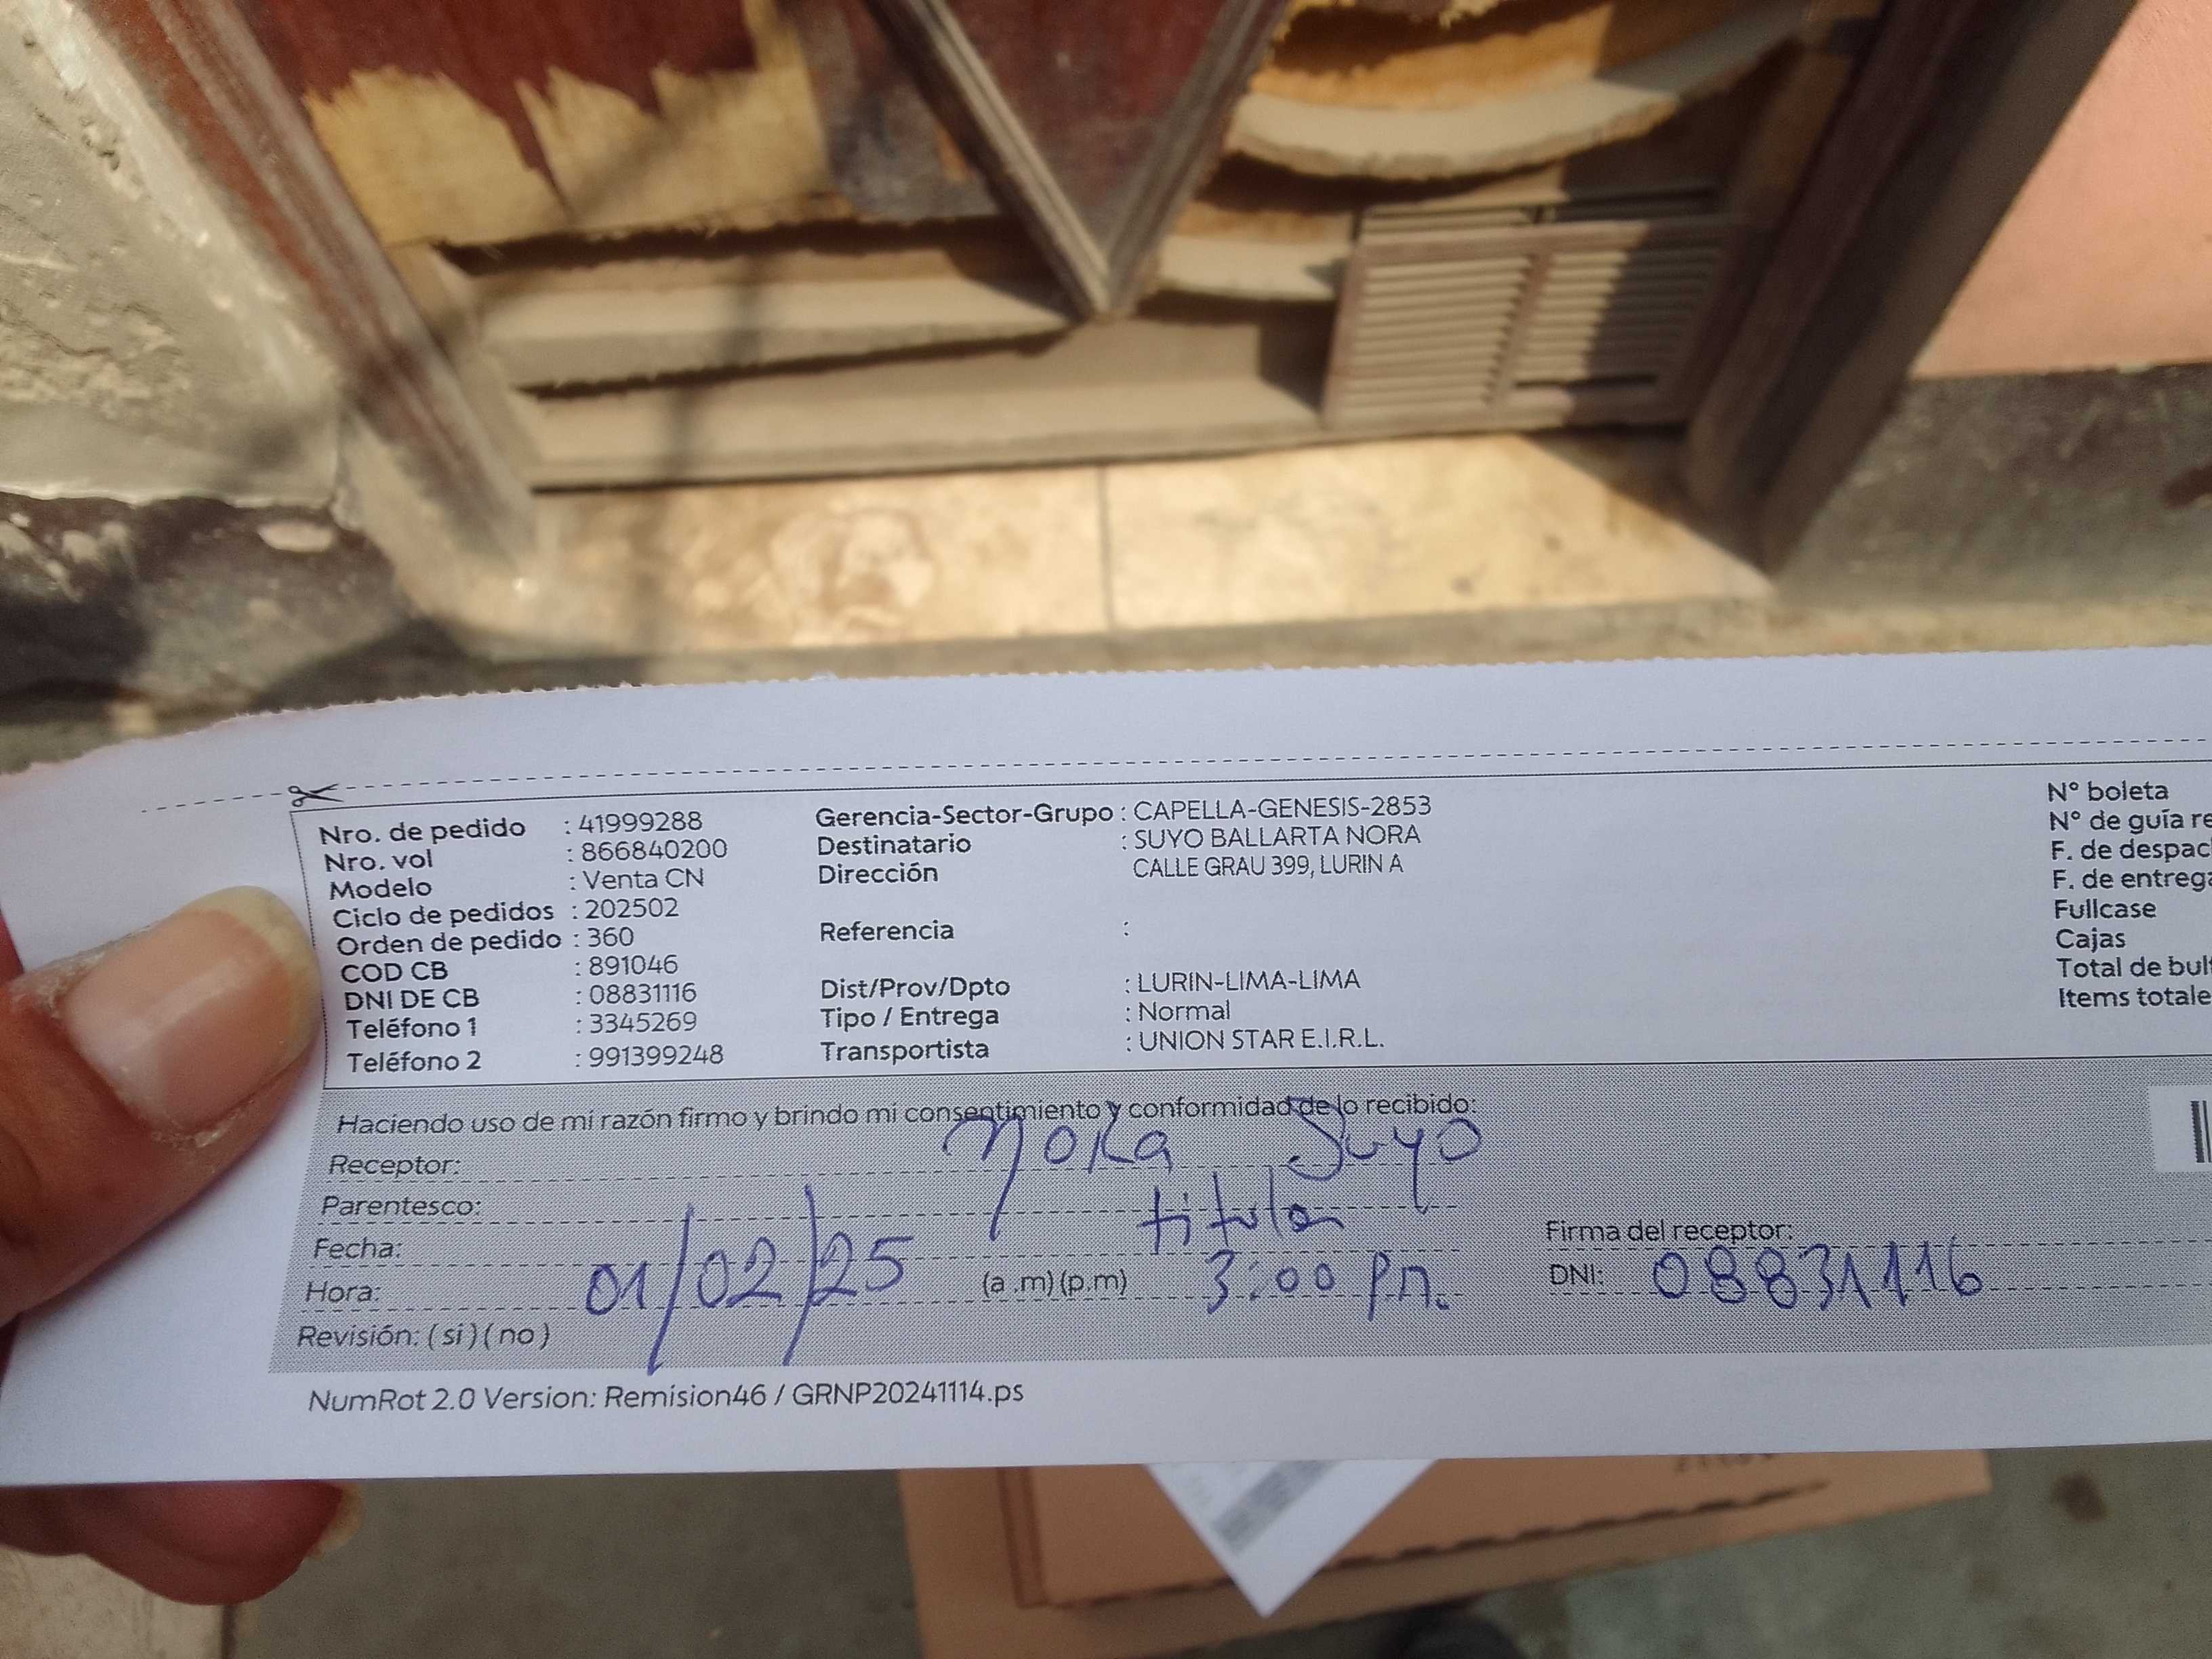 Nro. de pedido : 41999288 Gerencia-Sector-Grupo : CAPELLA-GENESIS-2853 N° boleta
Nro. vol : 866840200 Destinatario : SUYO BALLARTA NORA N° de guía re
Modelo : Venta CN Dirección CALLE GRAU 399, LURIN A F. de despac
Ciclo de pedidos : 202502 F. de entrega
Orden de pedido : 360 Referencia : Fullcase
COD CB : 891046 Cajas
DNI DE CB : 08831116 Dist/Prov/Dpto : LURIN-LIMA-LIMA Total de bult
Teléfono 1 : 3345269 Tipo / Entrega : Normal Items totale
Teléfono 2 : 991399248 Transportista : UNION STAR E.I.R.L.
Haciendo uso de mi razón firmo y brindo mi consentimiento y conformidad de lo recibido:
Receptor: Nora Suyo
Parentesco: titular
Fecha: 01/02/25 Firma del receptor:
Hora: (a .m) (p.m) 3:00 p.m. DNI: 08831116
Revisión: ( si ) ( no )
NumRot 2.0 Version: Remision46 / GRNP20241114.ps